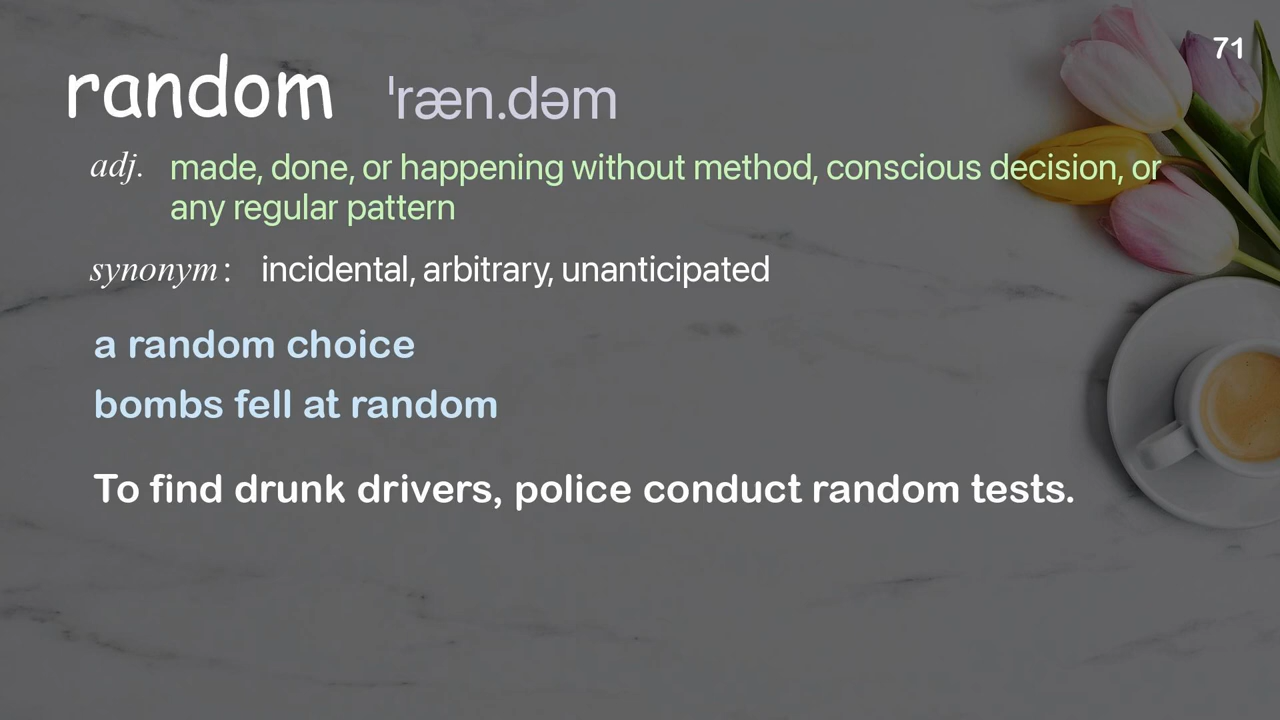 71
random ˈræn.dəm
adj. made, done, or happening without method, conscious decision, or
any regular pattern
synonym: incidental, arbitrary, unanticipated
a random choice
bombs fell at random
To find drunk drivers, police conduct random tests.